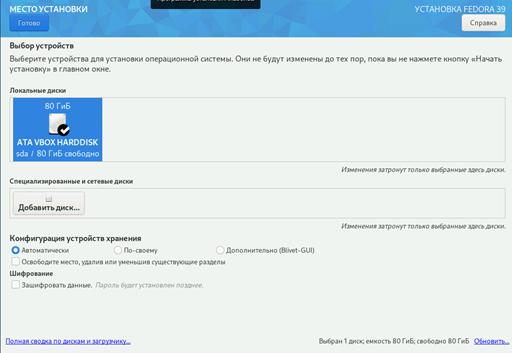 МЕСТО УСТАНОВКИ
УСТАНОВКА FEDORA 39
Готово
Справка
Выбор устройств
Выберите устройства для установки операционной системы. Они не будут изменены до тех пор, пока вы не нажмете кнопку «Начать
установку» в главном окне.
Локальные диски
80 ГиБ
ATA VBOX HARDDISK
sda / 80 ГиБ свободно
Изменения затронут только выбранные здесь диски.
Специализированные и сетевые диски
Добавить диск...
Изменения затронут только выбранные здесь диски.
Конфигурация устройств хранения
Автоматически
По-своему
Дополнительно (Blivet-GUI)
Освободите место, удалив или уменьшив существующие разделы
Шифрование
Зашифровать данные. Пароль будет установлен позднее.
Полная сводка по дискам и загрузчику...
Выбран 1 диск; емкость 80 ГиБ; свободно 80 ГиБ Обновить...